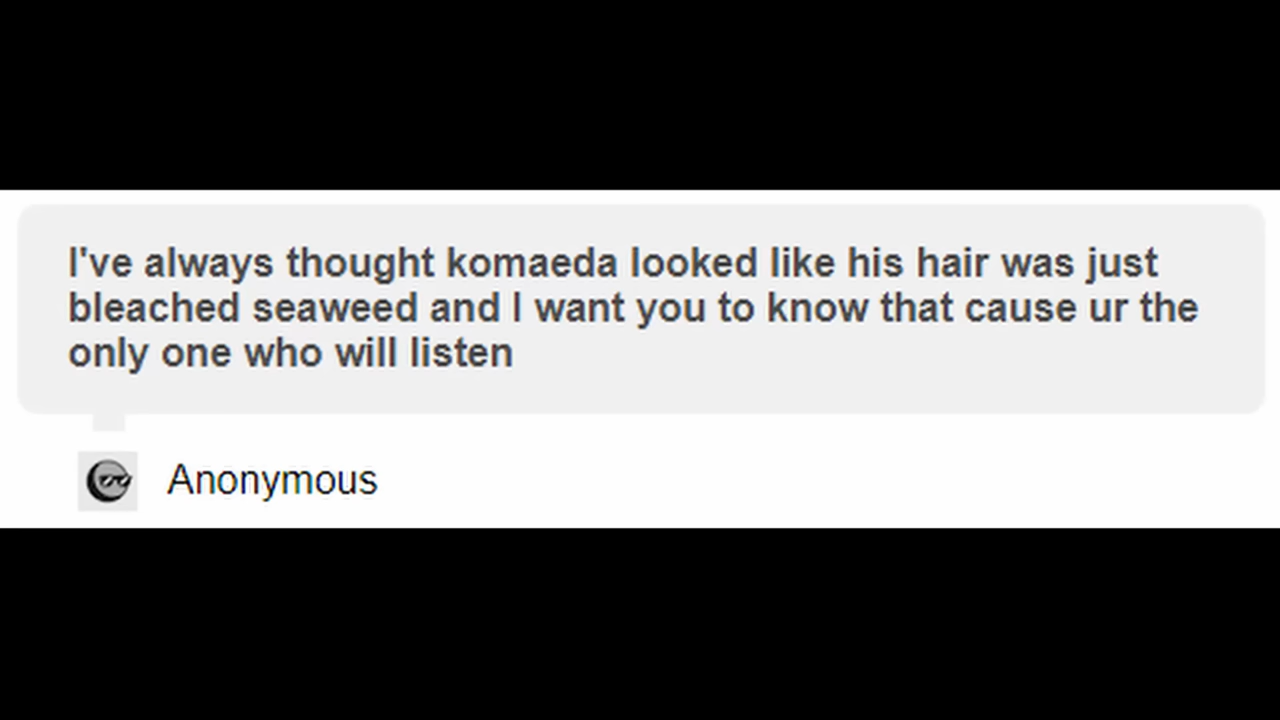 I've always thought komaeda looked like his hair was just
bleached seaweed and I want you to know that cause ur the
only one who will listen
Anonymous